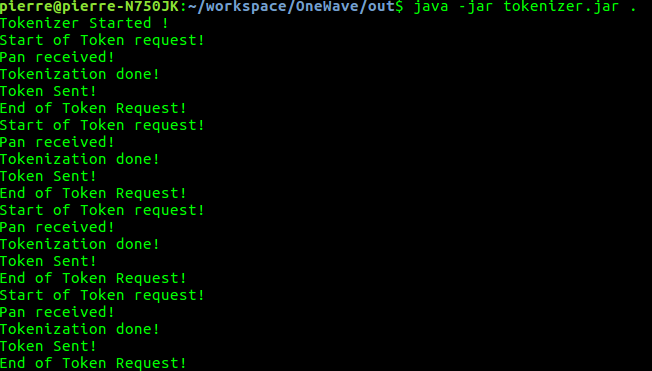 pierre@pierre-N750JK:~/workspace/OneWave/out$ java -jar tokenizer.jar .
Tokenizer Started !
Start of Token request!
Pan received!
Tokenization done!
Token Sent!
End of Token Request!
Start of Token request!
Pan received!
Tokenization done!
Token Sent!
End of Token Request!
Start of Token request!
Pan received!
Tokenization done!
Token Sent!
End of Token Request!
Start of Token request!
Pan received!
Tokenization done!
Token Sent!
End of Token Request!